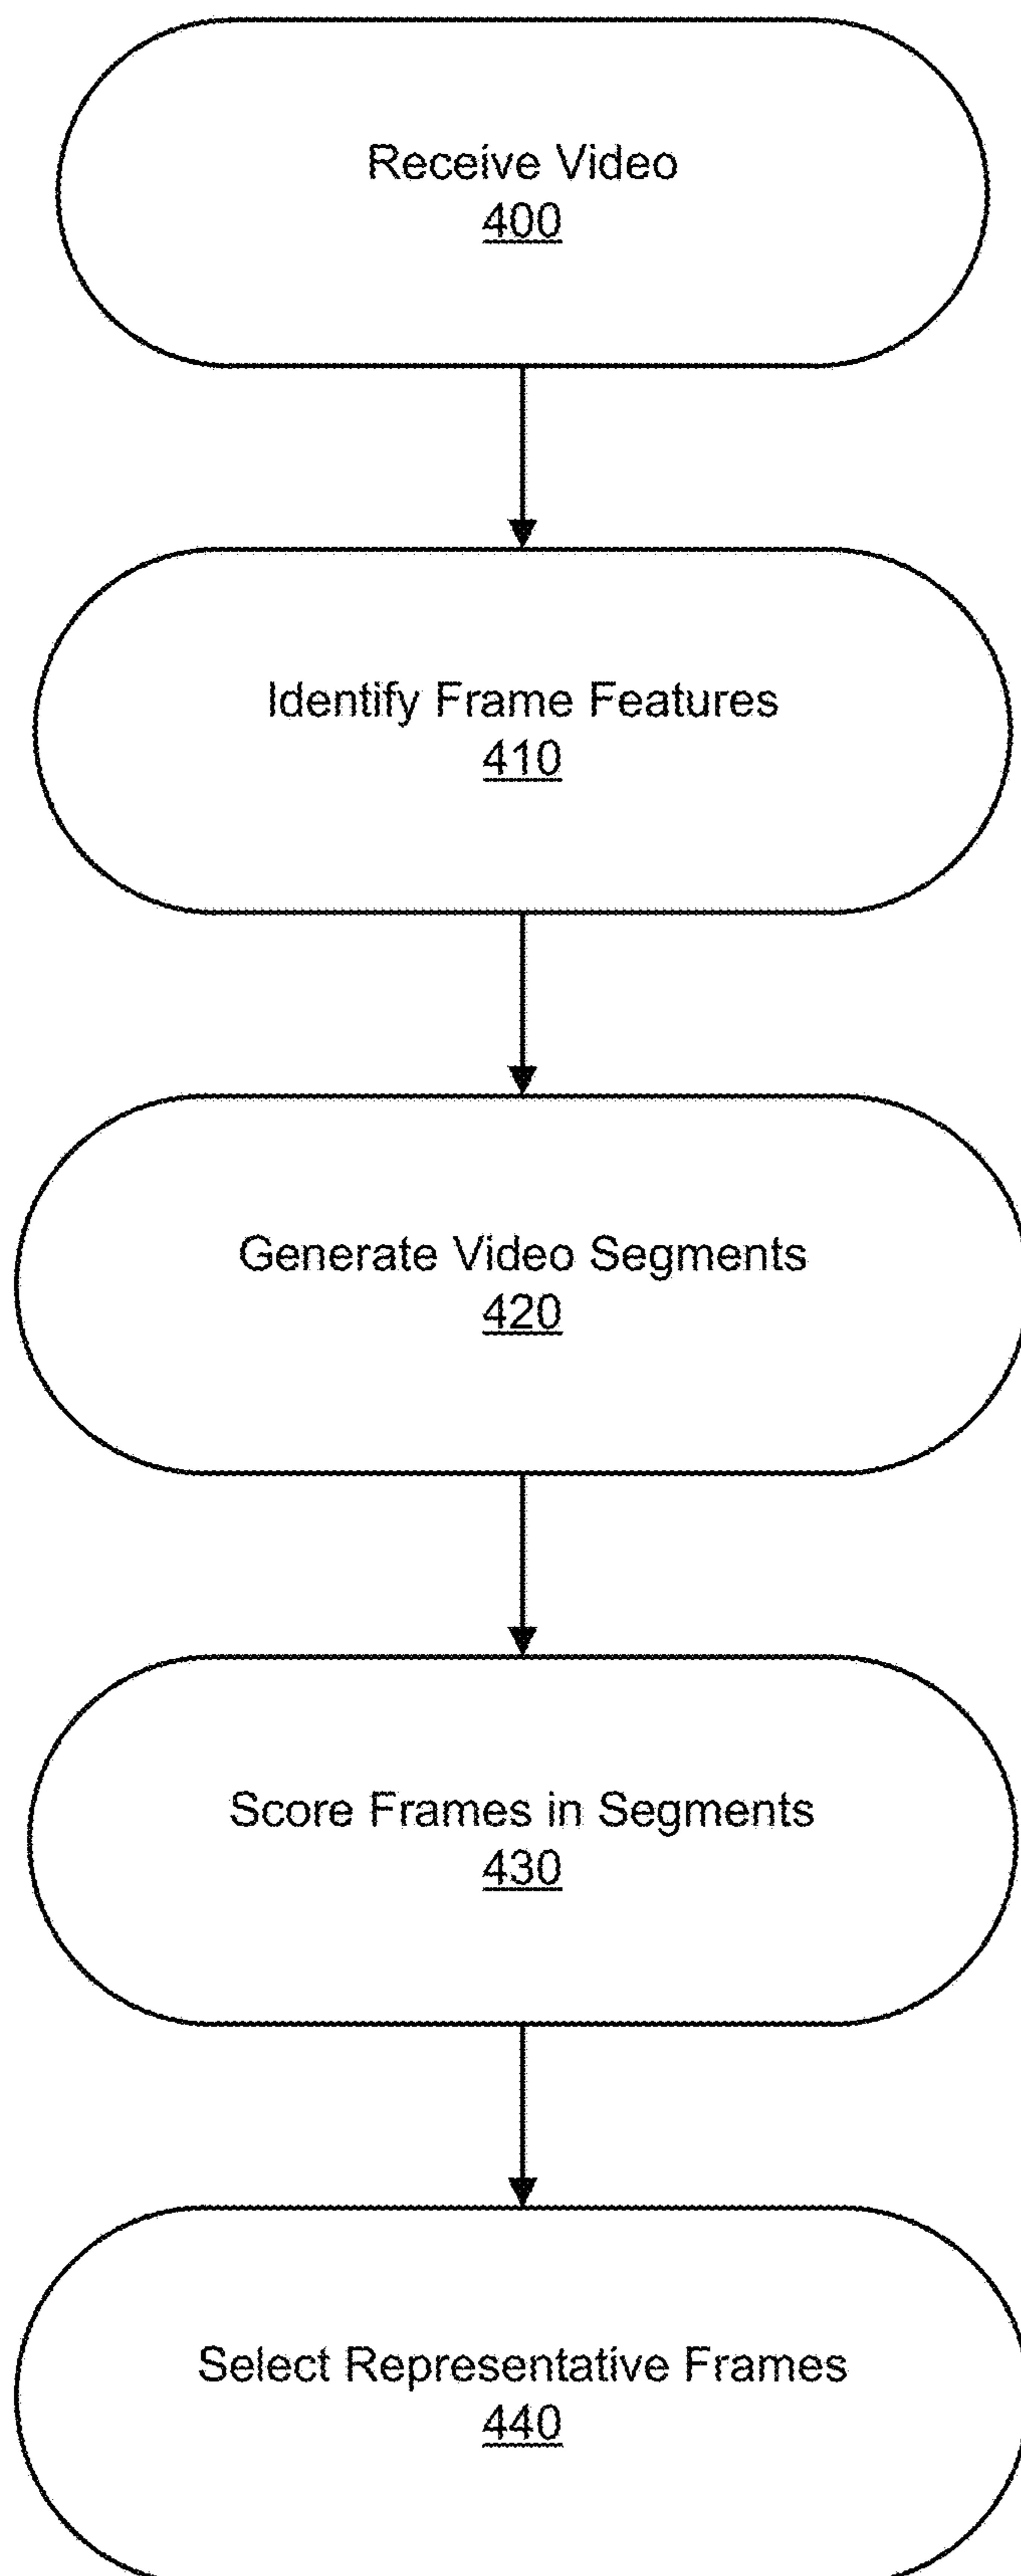 Receive Video
400
Identify Frame Features
410
Generate Video Segments
420
Score Frames in Segments
430
Select Representative Frames
440